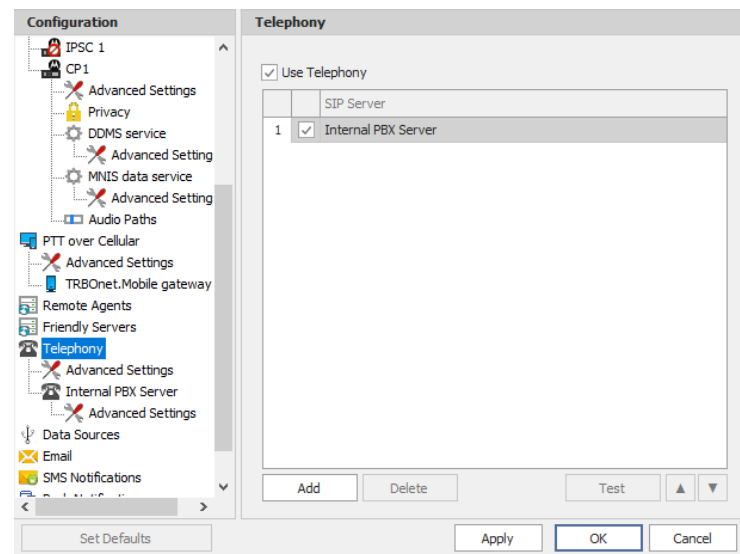 Configuration
IPSC 1
CP1
Advanced Settings
Privacy
DDMS service
Advanced Setting
MNIS data service
Advanced Setting
Audio Paths
PTT over Cellular
Advanced Settings
TRBOnet.Mobile gateway
Remote Agents
Friendly Servers
Telephony
Advanced Settings
Internal PBX Server
Advanced Settings
Data Sources
Email
SMS Notifications
Set Defaults
Telephony
Use Telephony
SIP Server
1 Internal PBX Server
Add Delete Test
Apply OK Cancel